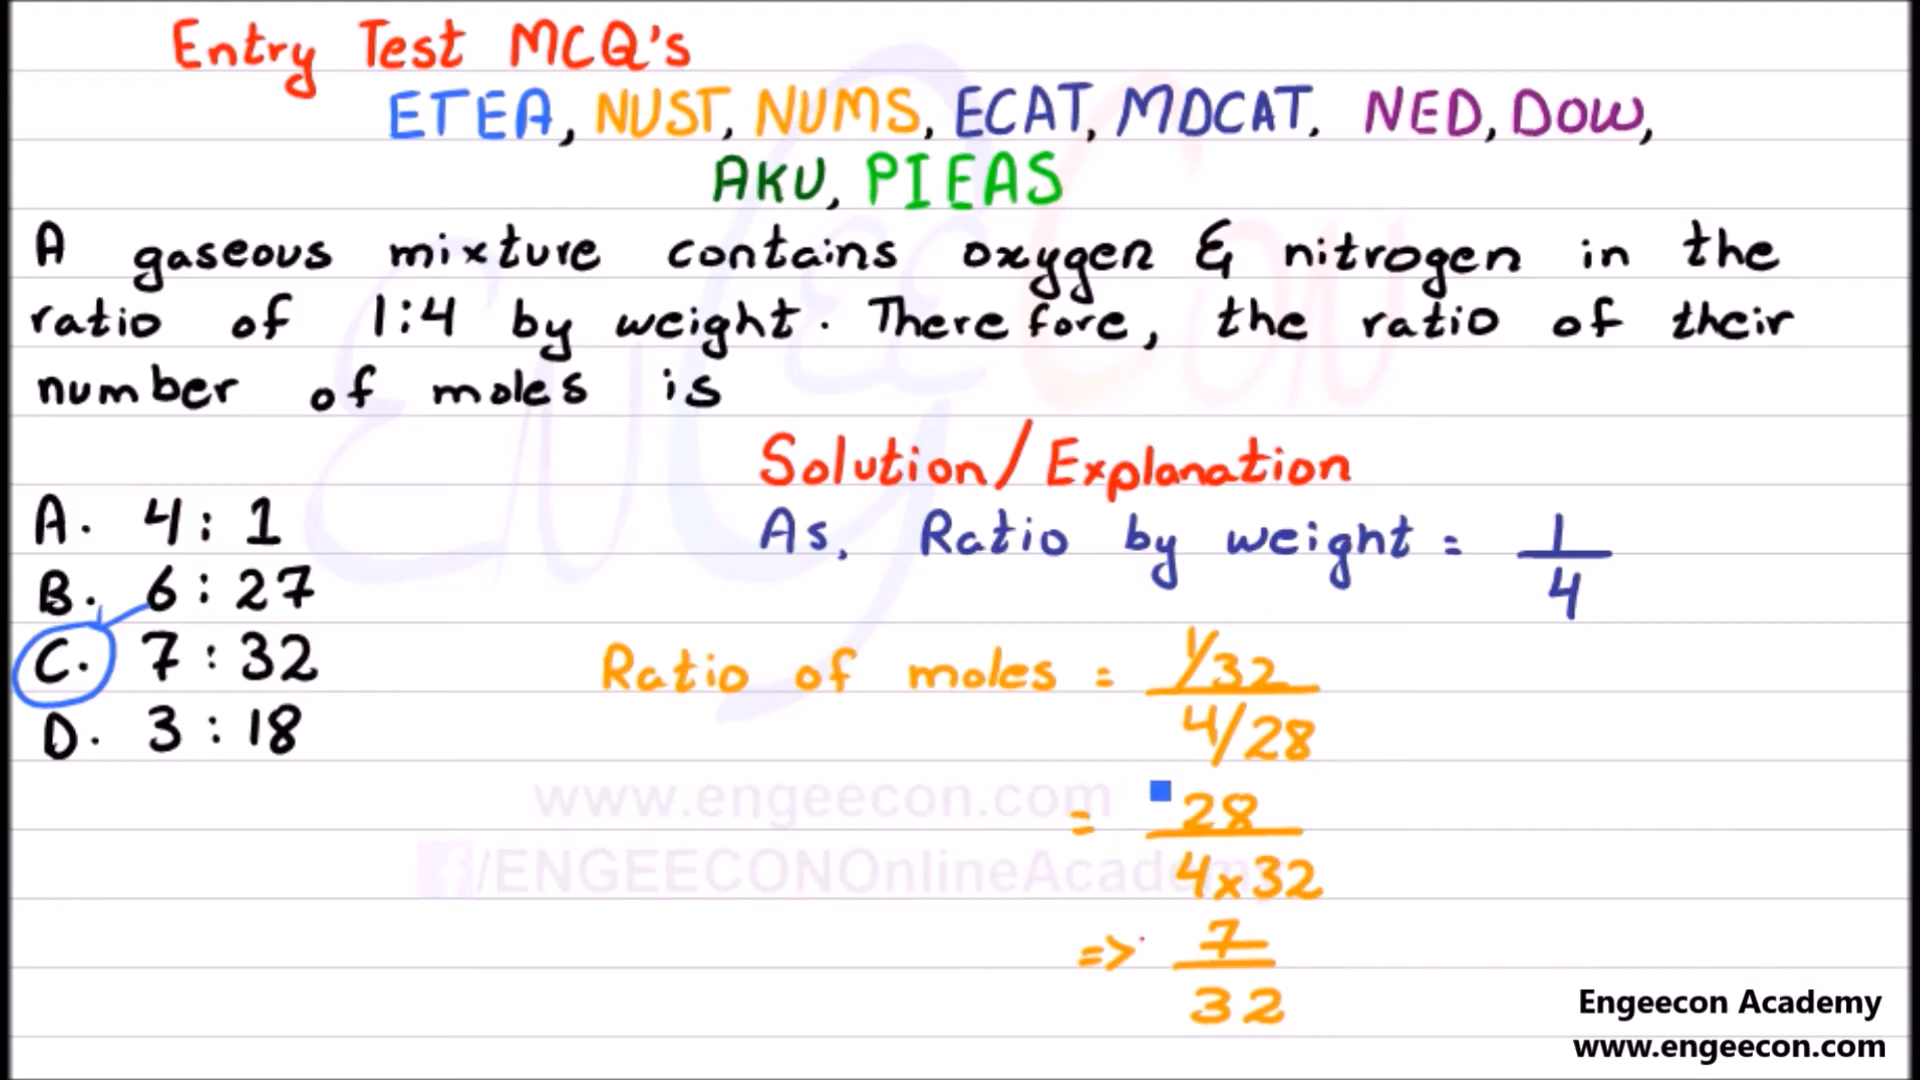 Entry Test MCQ's
ETEA, NUST, NUMS, ECAT, MDCAT, NED, DOW,
AKU, PIEAS
A gaseous mixture contains oxygen & nitrogen in the
ratio of 1:4 by weight. Therefore, the ratio of their
number of moles is
Solution/Explanation
A. 4:1
B. 6:27
C. 7:32
D. 3:18
As, Ratio by weight = 1/4
Ratio of moles = 1/32
4/28
= 28
4x32
=> 7
32
www.engeecon.com
f/ENGEECONOnlineAcademy
EnGeeCon
Engeecon Academy
www.engeecon.com